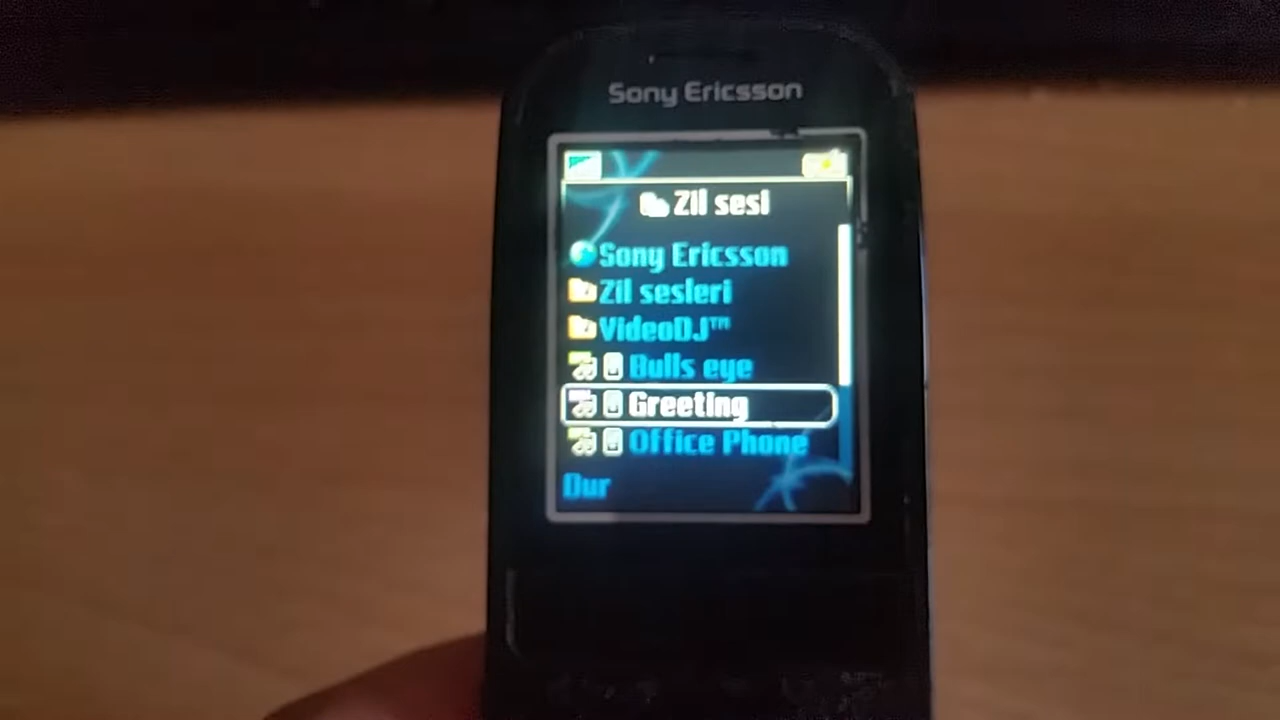 Sony Ericsson
Zil sesi
Sony Ericsson
Zil sesleri
VideoDJ™
Bulls eye
Greeting
Office Phone
Dur